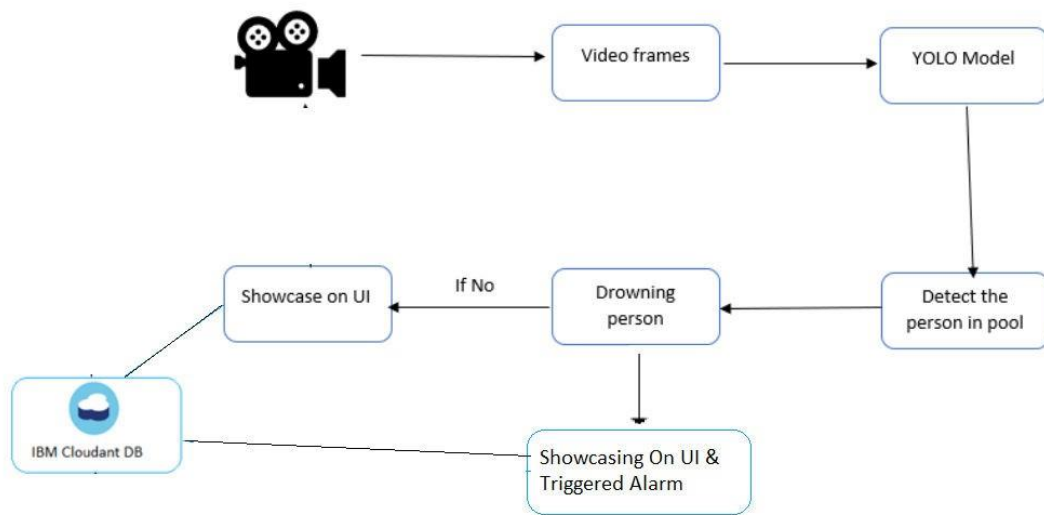 Video frames
YOLO Model
Detect the
person in pool
Drowning
person
If No
Showcase on UI
IBM Cloudant DB
Showcasing On UI &
Triggered Alarm